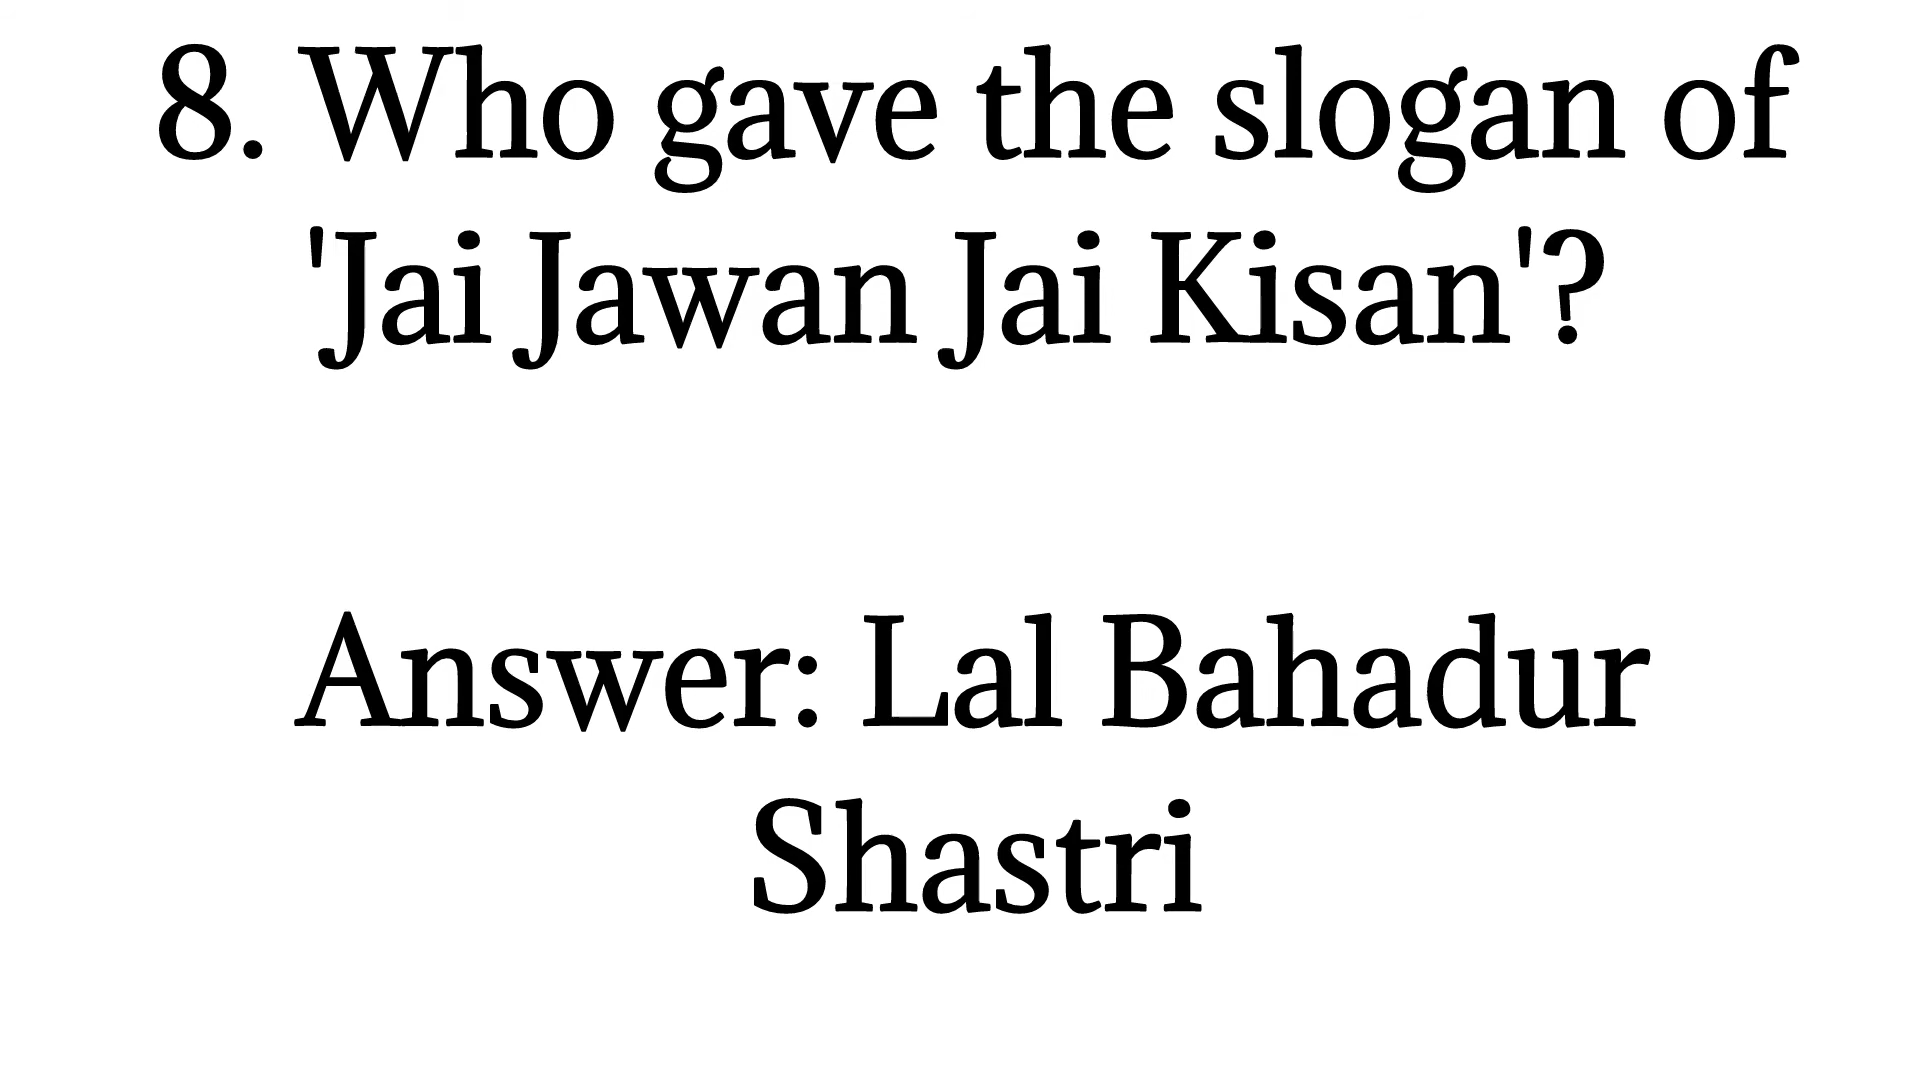 8. Who gave the slogan of
'Jai Jawan Jai Kisan'?
Answer: Lal Bahadur
Shastri